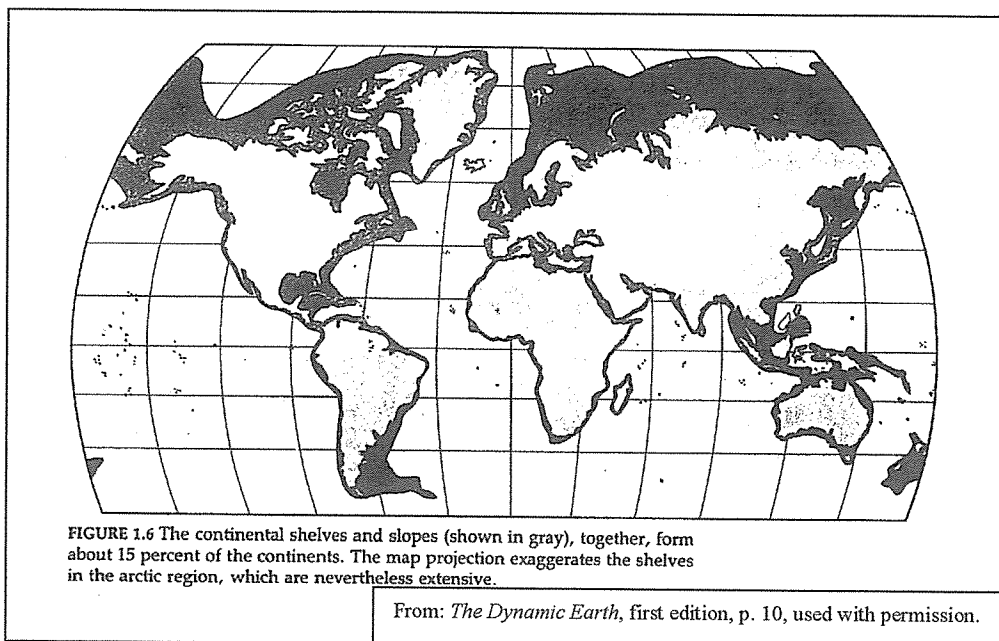 FIGURE 1.6 The continental shelves and slopes (shown in gray), together, form
about 15 percent of the continents. The map projection exaggerates the shelves
in the arctic region, which are nevertheless extensive.
From: The Dynamic Earth, first edition, p. 10, used with permission.